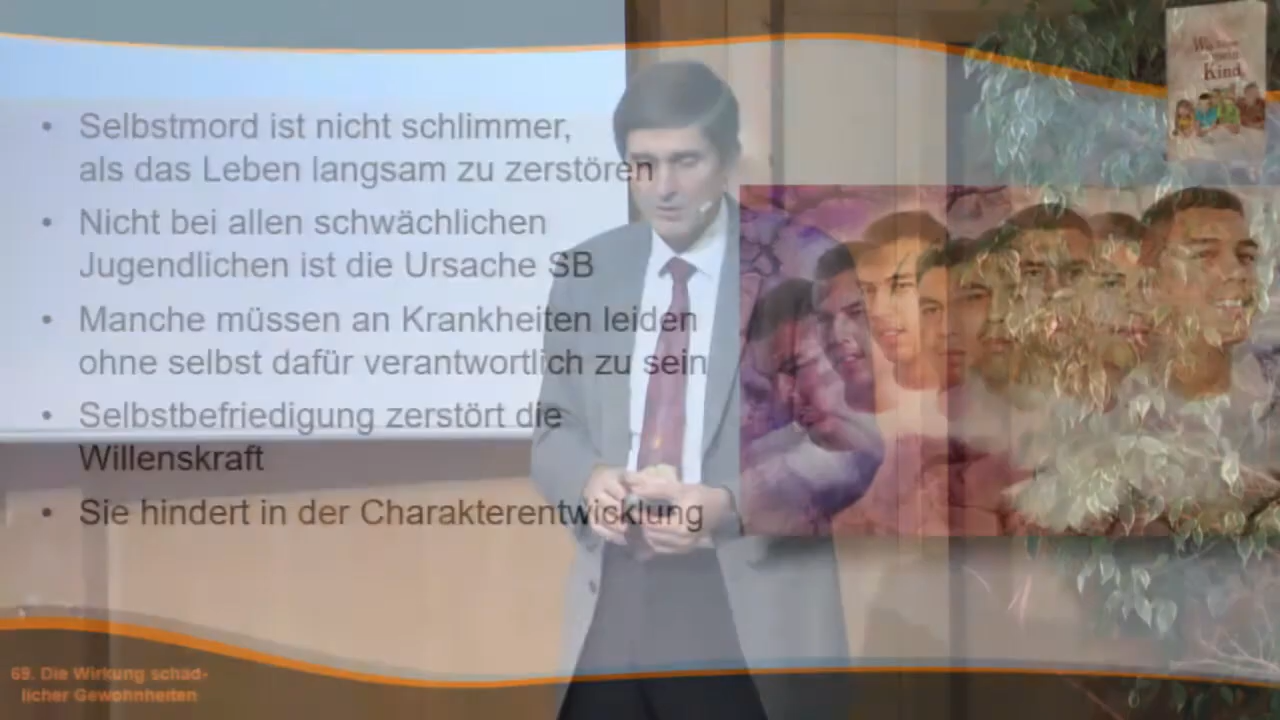 • Selbstmord ist nicht schlimmer,
als das Leben langsam zu zerstören
• Nicht bei allen schwächlichen
Jugendlichen ist die Ursache SB
• Manche müssen an Krankheiten leiden
ohne selbst dafür verantwortlich zu sein
• Selbstbefriedigung zerstört die
Willenskraft
• Sie hindert in der Charakterentwicklung
Kind
69. Die Wirkung schäd-
licher Gewohnheiten